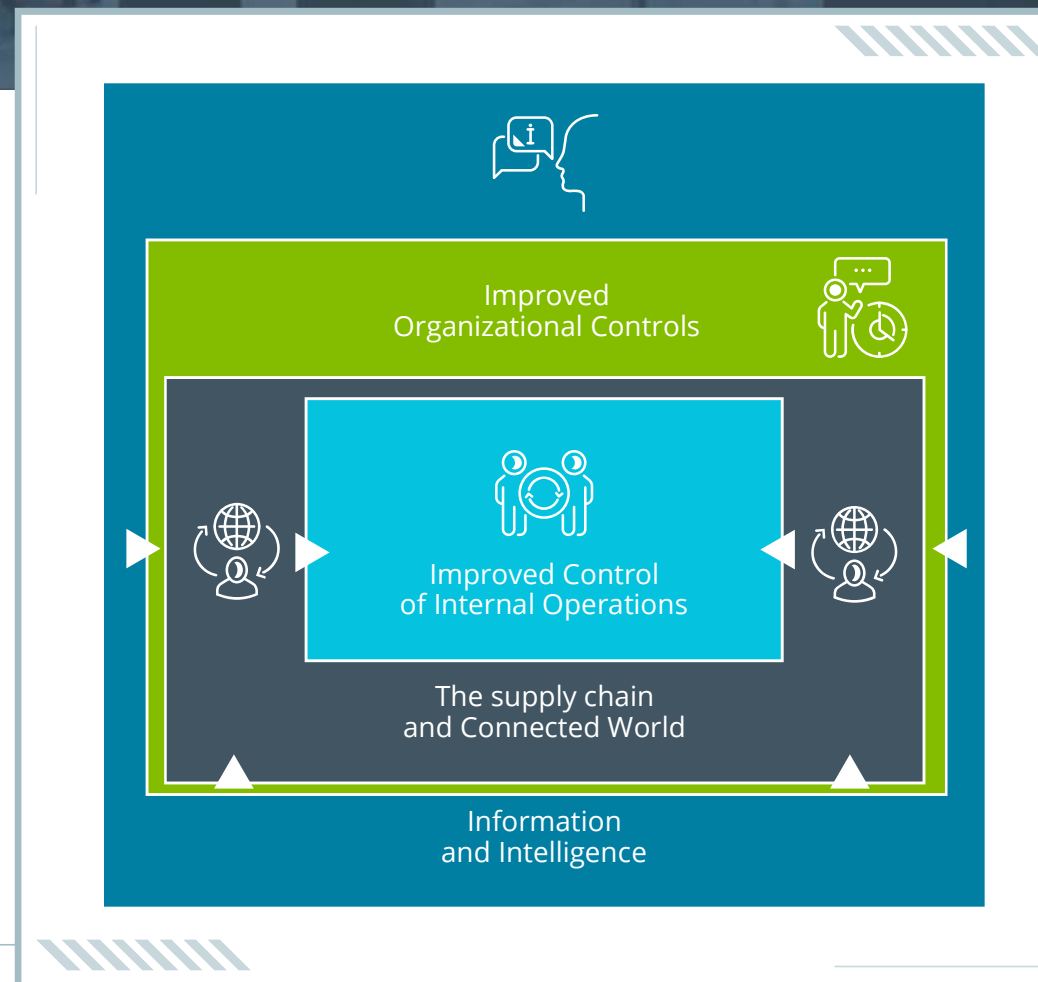 i
Improved
Organizational Controls
Improved Control
of Internal Operations
The supply chain
and Connected World
Information
and Intelligence